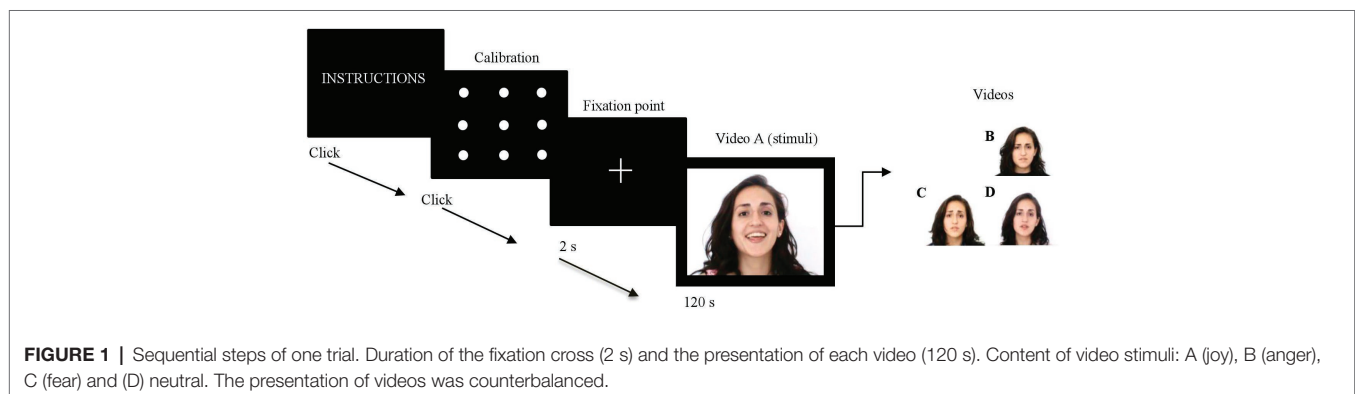 INSTRUCTIONS
Click
Calibration
Click
Fixation point
2 s
Video A (stimuli)
120 s
Videos
B
C
D
FIGURE 1 | Sequential steps of one trial. Duration of the fixation cross (2 s) and the presentation of each video (120 s). Content of video stimuli: A (joy), B (anger),
C (fear) and (D) neutral. The presentation of videos was counterbalanced.